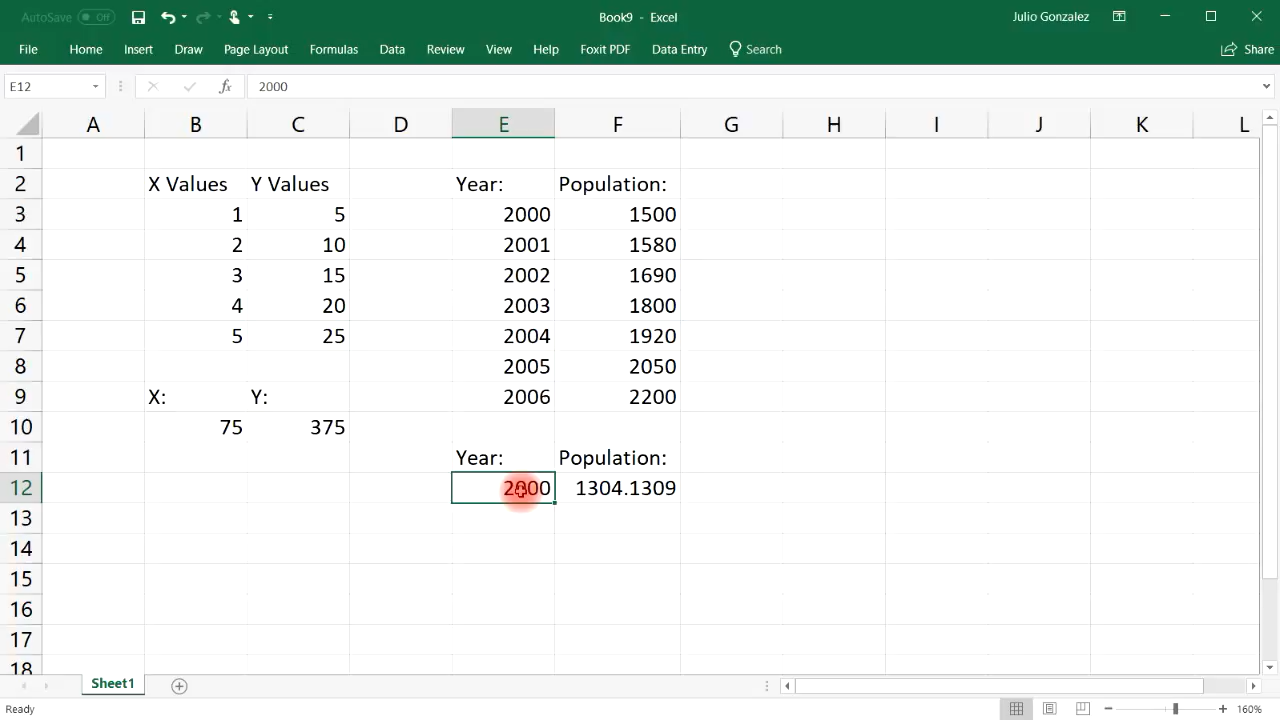 AutoSave Off Book9 - Excel Julio Gonzalez
File Home Insert Draw Page Layout Formulas Data Review View Help Foxit PDF Data Entry Search Share
E12 fx 2000
A B C D E F G H I J K L
1
2 X Values Y Values Year: Population:
3 1 5 2000 1500
4 2 10 2001 1580
5 3 15 2002 1690
6 4 20 2003 1800
7 5 25 2004 1920
8 2005 2050
9 X: Y: 2006 2200
10 75 375
11 Year: Population:
12 2000 1304.1309
13
14
15
16
17
18
Sheet1
Ready 160%